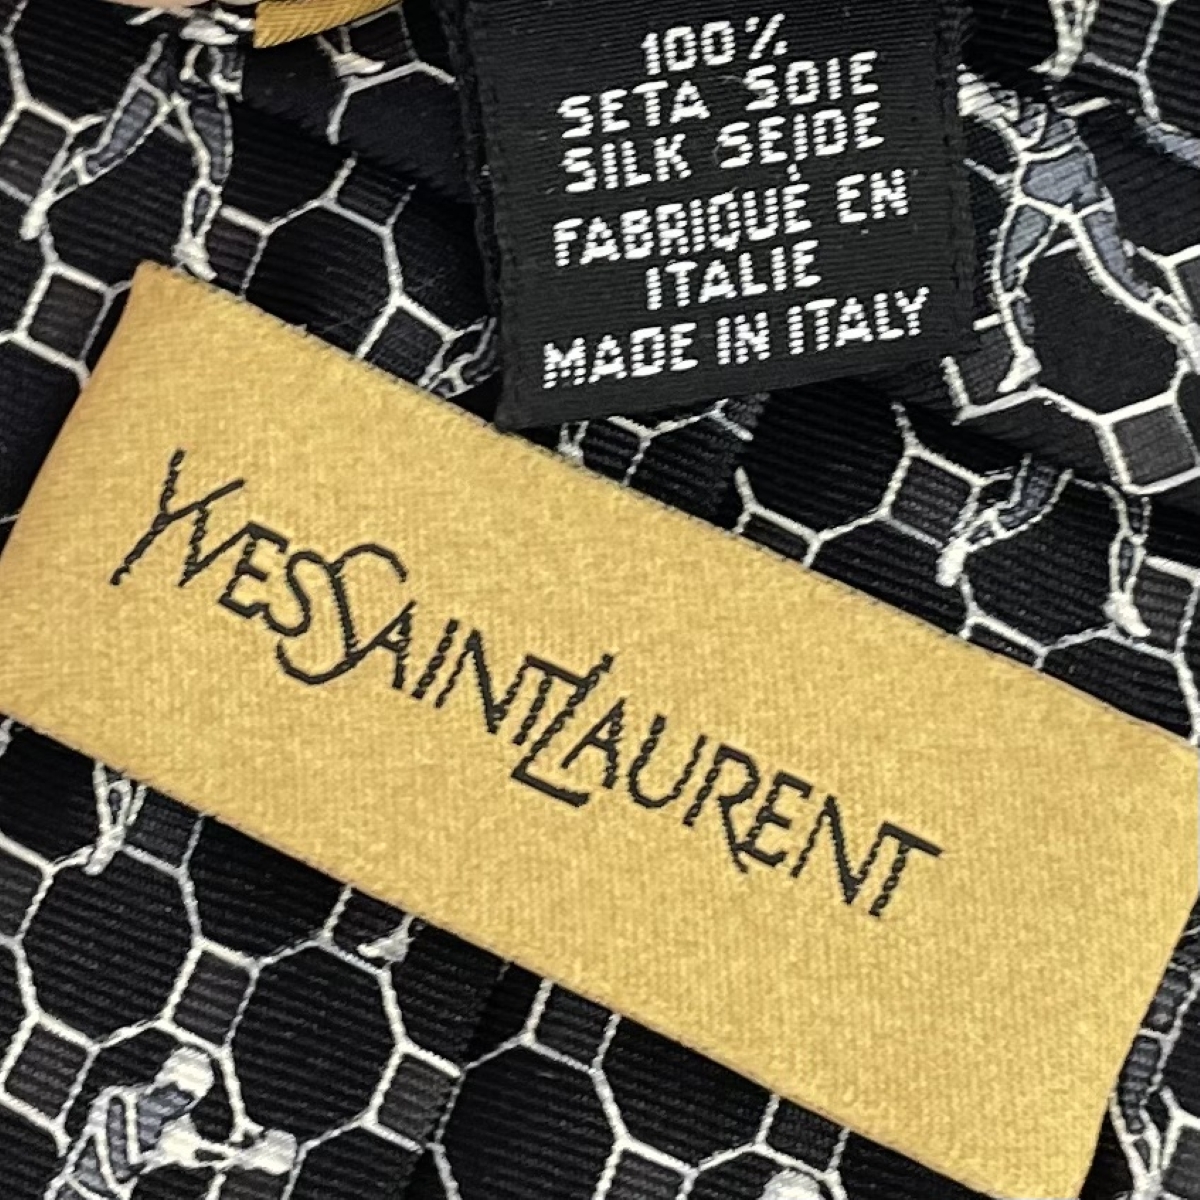 100%
SETA SOIE
SILK SEIDE
FABRIQUÉ EN
ITALIE
MADE IN ITALY
YVESSAINTLAURENT